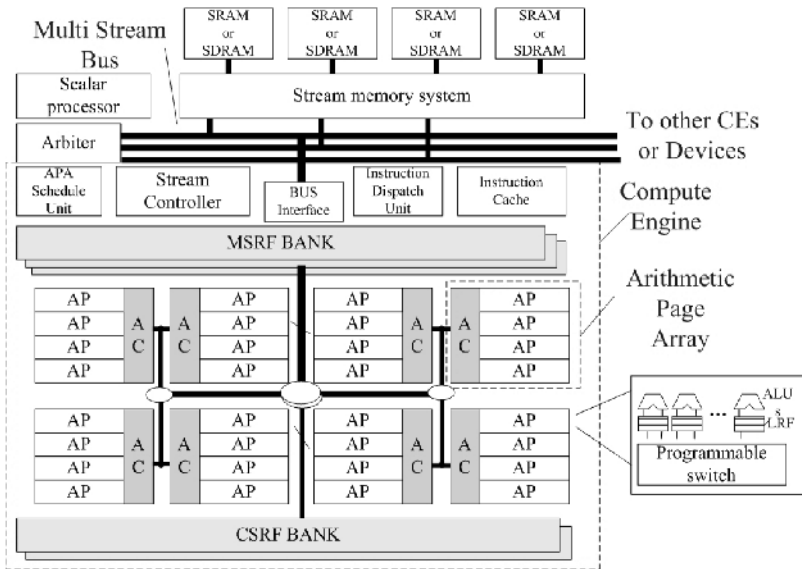 SRAM
or
SDRAM
SRAM
or
SDRAM
SRAM
or
SDRAM
SRAM
or
SDRAM
Multi Stream
Bus
Scalar
processor
Stream memory system
Arbiter
To other CEs
or Devices
APA
Schedule
Unit
Stream
Controller
BUS
Interface
Instruction
Dispatch
Unit
Instruction
Cache
Compute
Engine
MSRF BANK
Arithmetic
Page
Array
AP
AP
AP
AP
A
C
A
C
AP
AP
AP
AP
AP
AP
AP
AP
A
C
A
C
AP
AP
AP
AP
AP
AP
AP
AP
A
C
A
C
AP
AP
AP
AP
AP
AP
AP
AP
A
C
A
C
AP
AP
AP
AP
ALU
s
LRF
...
Programmable
switch
CSRF BANK